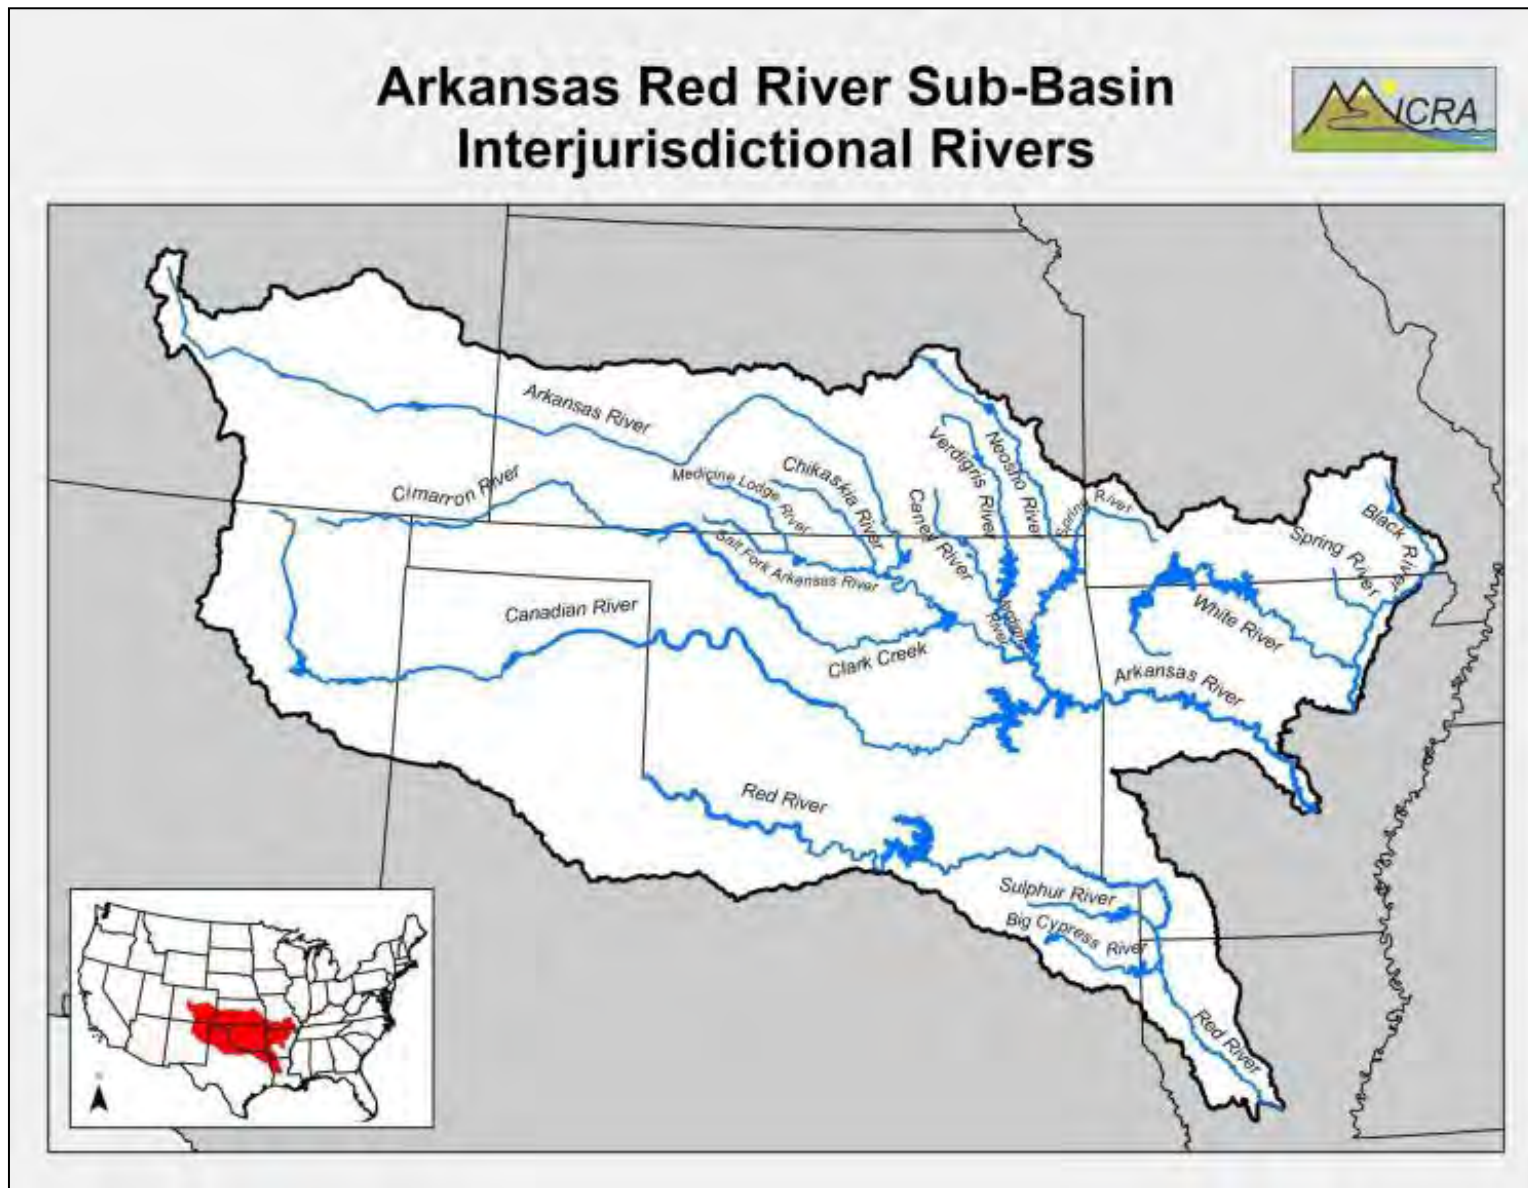 Arkansas Red River Sub-Basin
Interjurisdictional Rivers
ICRA
Arkansas River
Cimarron River
Medicine Lodge River
Chikaskia River
Verdigris River
Neosho River
Caney River
Spring River
Salt Fork Arkansas River
Black River
Spring River
White River
Canadian River
Clark Creek
River
Arkansas River
Red River
Sulphur River
Big Cypress River
Red River